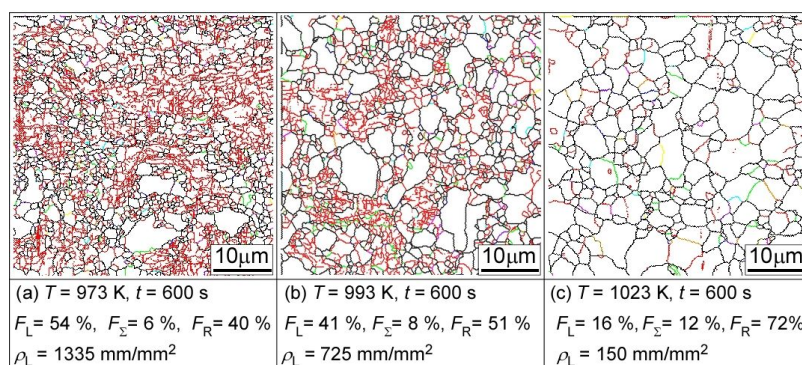 10μm
10μm
10μm
(a) T = 973 K, t = 600 s
F_L = 54 %, F_Σ = 6 %, F_R = 40 %
ρ_L = 1335 mm/mm²
(b) T = 993 K, t = 600 s
F_L = 41 %, F_Σ = 8 %, F_R = 51 %
ρ_L = 725 mm/mm²
(c) T = 1023 K, t = 600 s
F_L = 16 %, F_Σ = 12 %, F_R = 72%
ρ_L = 150 mm/mm²